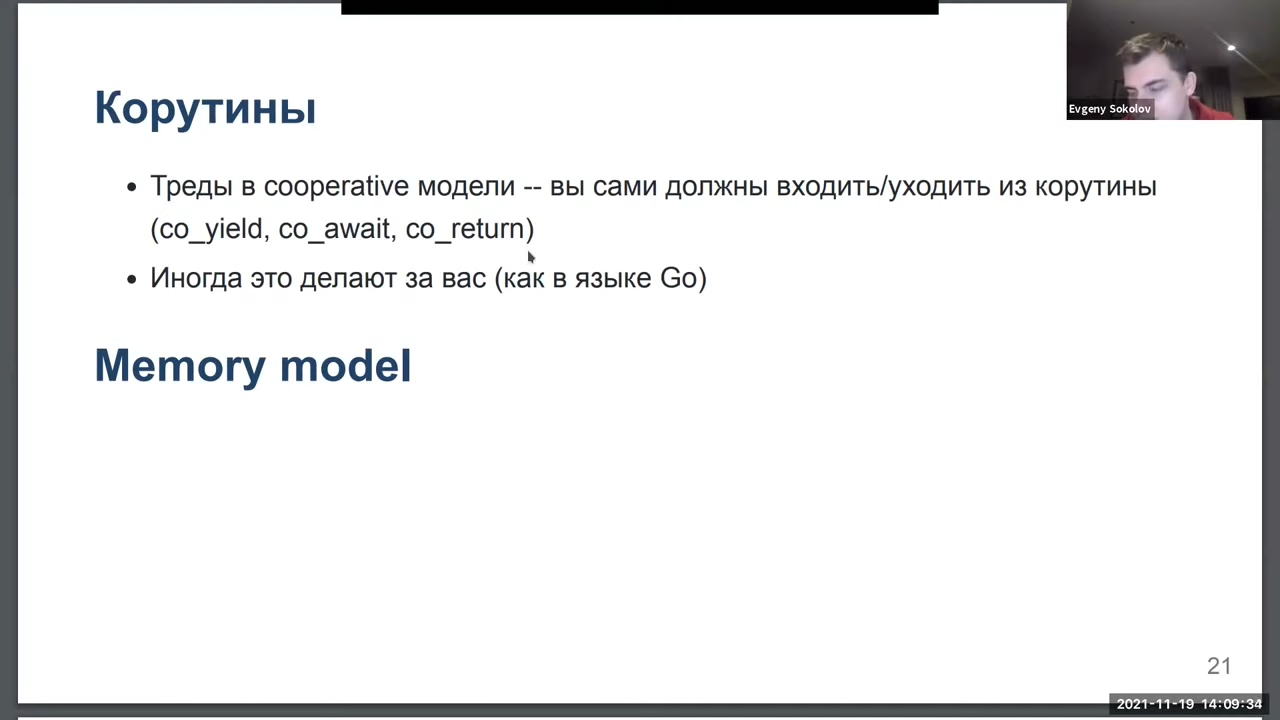 Evgeny Sokolov
Корутины
• Треды в cooperative модели -- вы сами должны входить/уходить из корутины
(co_yield, co_await, co_return)
• Иногда это делают за вас (как в языке Go)
Memory model
21
2021-11-19 14:09:34